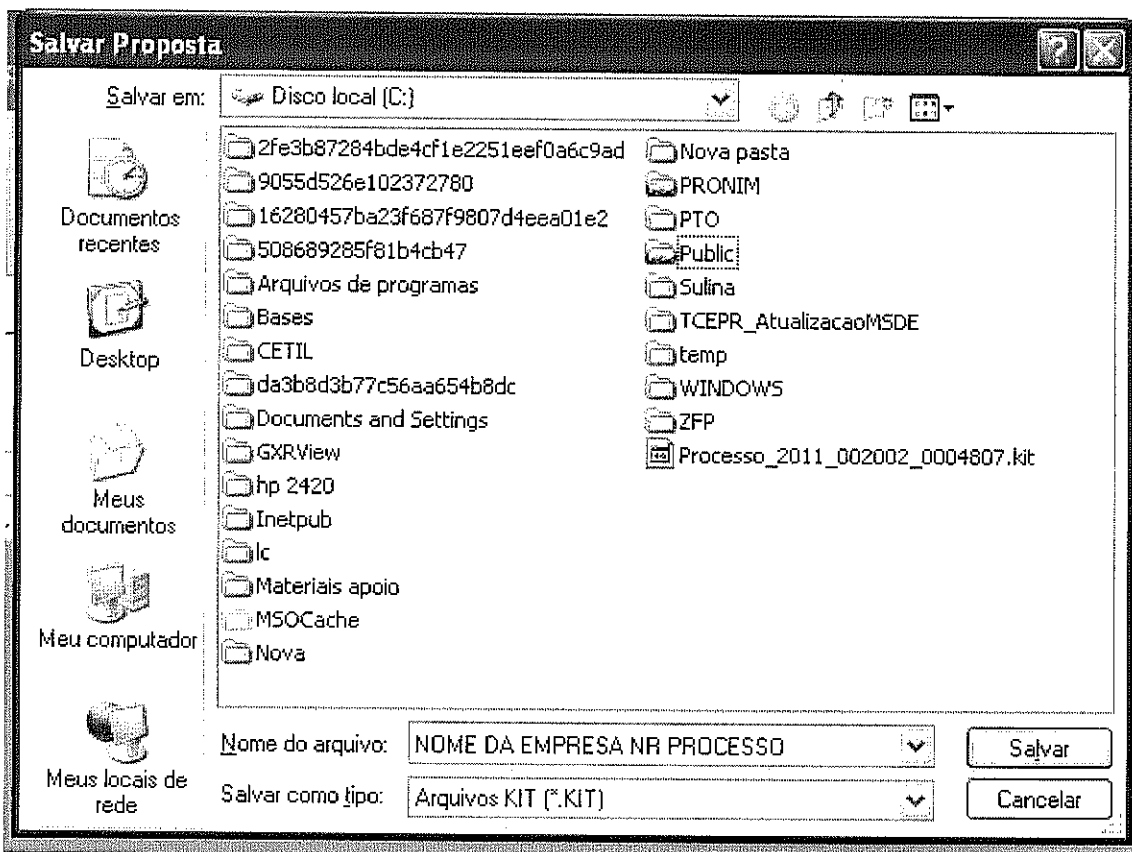 Salvar Proposta
Salvar em:
Disco local (C:)
Documentos
recentes
Desktop
Meus
documentos
Meu computador
Meus locais de
rede
2fe3b87284bde4cf1e2251eef0a6c9ad
9055d526e102372780
16280457ba23f687f9807d4eea01e2
508689285f81b4cb47
Arquivos de programas
Bases
CETIL
da3b8d3b77c56aa654b8dc
Documents and Settings
GXRView
hp 2420
Inetpub
lc
Materiais apoio
MSOCache
Nova
Nova pasta
PRONIM
PTO
Public
Sulina
TCEPR_AtualizacaoMSDE
temp
WINDOWS
ZFP
Processo_2011_002002_0004807.kit
Nome do arquivo:
NOME DA EMPRESA NR PROCESSO
Salvar
Salvar como tipo:
Arquivos KIT (*.KIT)
Cancelar